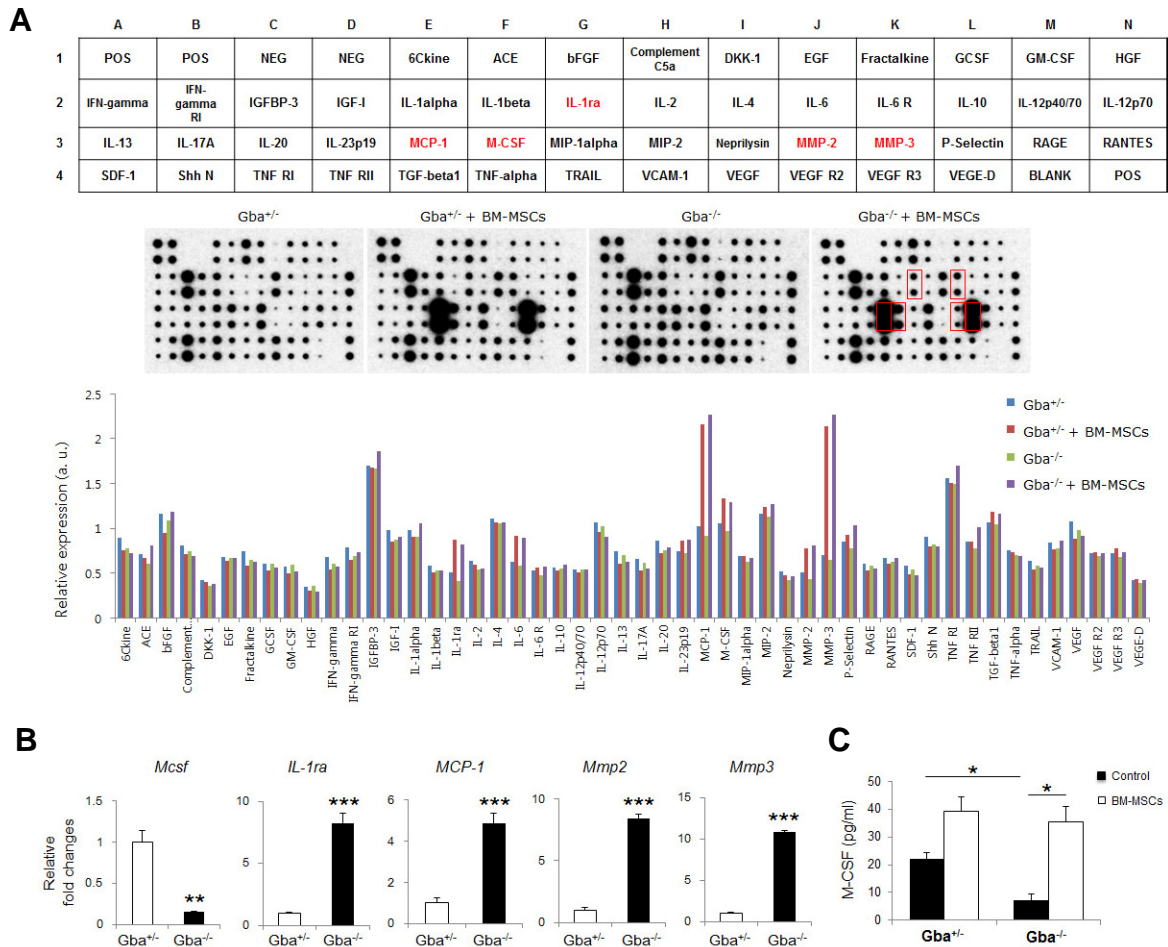 A
A B C D E F G H I J K L M N
1 POS POS NEG NEG 6Ckine ACE bFGF Complement C5a DKK-1 EGF Fractalkine GCSF GM-CSF HGF
2 IFN-gamma IFN-gamma RI IGFBP-3 IGF-I IL-1alpha IL-1beta IL-1ra IL-2 IL-4 IL-6 IL-6 R IL-10 IL-12p40/70 IL-12p70
3 IL-13 IL-17A IL-20 IL-23p19 MCP-1 M-CSF MIP-1alpha MIP-2 Neprilysin MMP-2 MMP-3 P-Selectin RAGE RANTES
4 SDF-1 Shh N TNF RI TNF RII TGF-beta1 TNF-alpha TRAIL VCAM-1 VEGF VEGF R2 VEGF R3 VEGE-D BLANK POS
Gba+/- Gba+/- + BM-MSCs Gba-/- Gba-/- + BM-MSCs
Relative expression (a. u.)
2.5
2
1.5
1
0.5
0
Gba+/-
Gba+/- + BM-MSCs
Gba-/-
Gba-/- + BM-MSCs
6Ckine
ACE
bFGF
Complement...
DKK-1
EGF
Fractalkine
GCSF
GM-CSF
HGF
IFN-gamma
IFN-gamma RI
IGFBP-3
IGF-I
IL-1alpha
IL-1beta
IL-1ra
IL-2
IL-4
IL-6
IL-6 R
IL-10
IL-12p40/70
IL-12p70
IL-13
IL-17A
IL-20
IL-23p19
MCP-1
M-CSF
MIP-1alpha
MIP-2
Neprilysin
MMP-2
MMP-3
P-Selectin
RAGE
RANTES
SDF-1
Shh N
TNF RI
TNF RII
TGF-beta1
TNF-alpha
TRAIL
VCAM-1
VEGF
VEGF R2
VEGF R3
VEGE-D
B
Relative
fold changes
Mcsf
1.5
1
0.5
0
**
Gba+/- Gba-/-
IL-1ra
10
5
0
***
Gba+/- Gba-/-
MCP-1
6
4
2
0
***
Gba+/- Gba-/-
Mmp2
10
5
0
***
Gba+/- Gba-/-
Mmp3
15
10
5
0
***
Gba+/- Gba-/-
C
M-CSF (pg/ml)
50
40
30
20
10
0
*
*
Control
BM-MSCs
Gba+/- Gba-/-